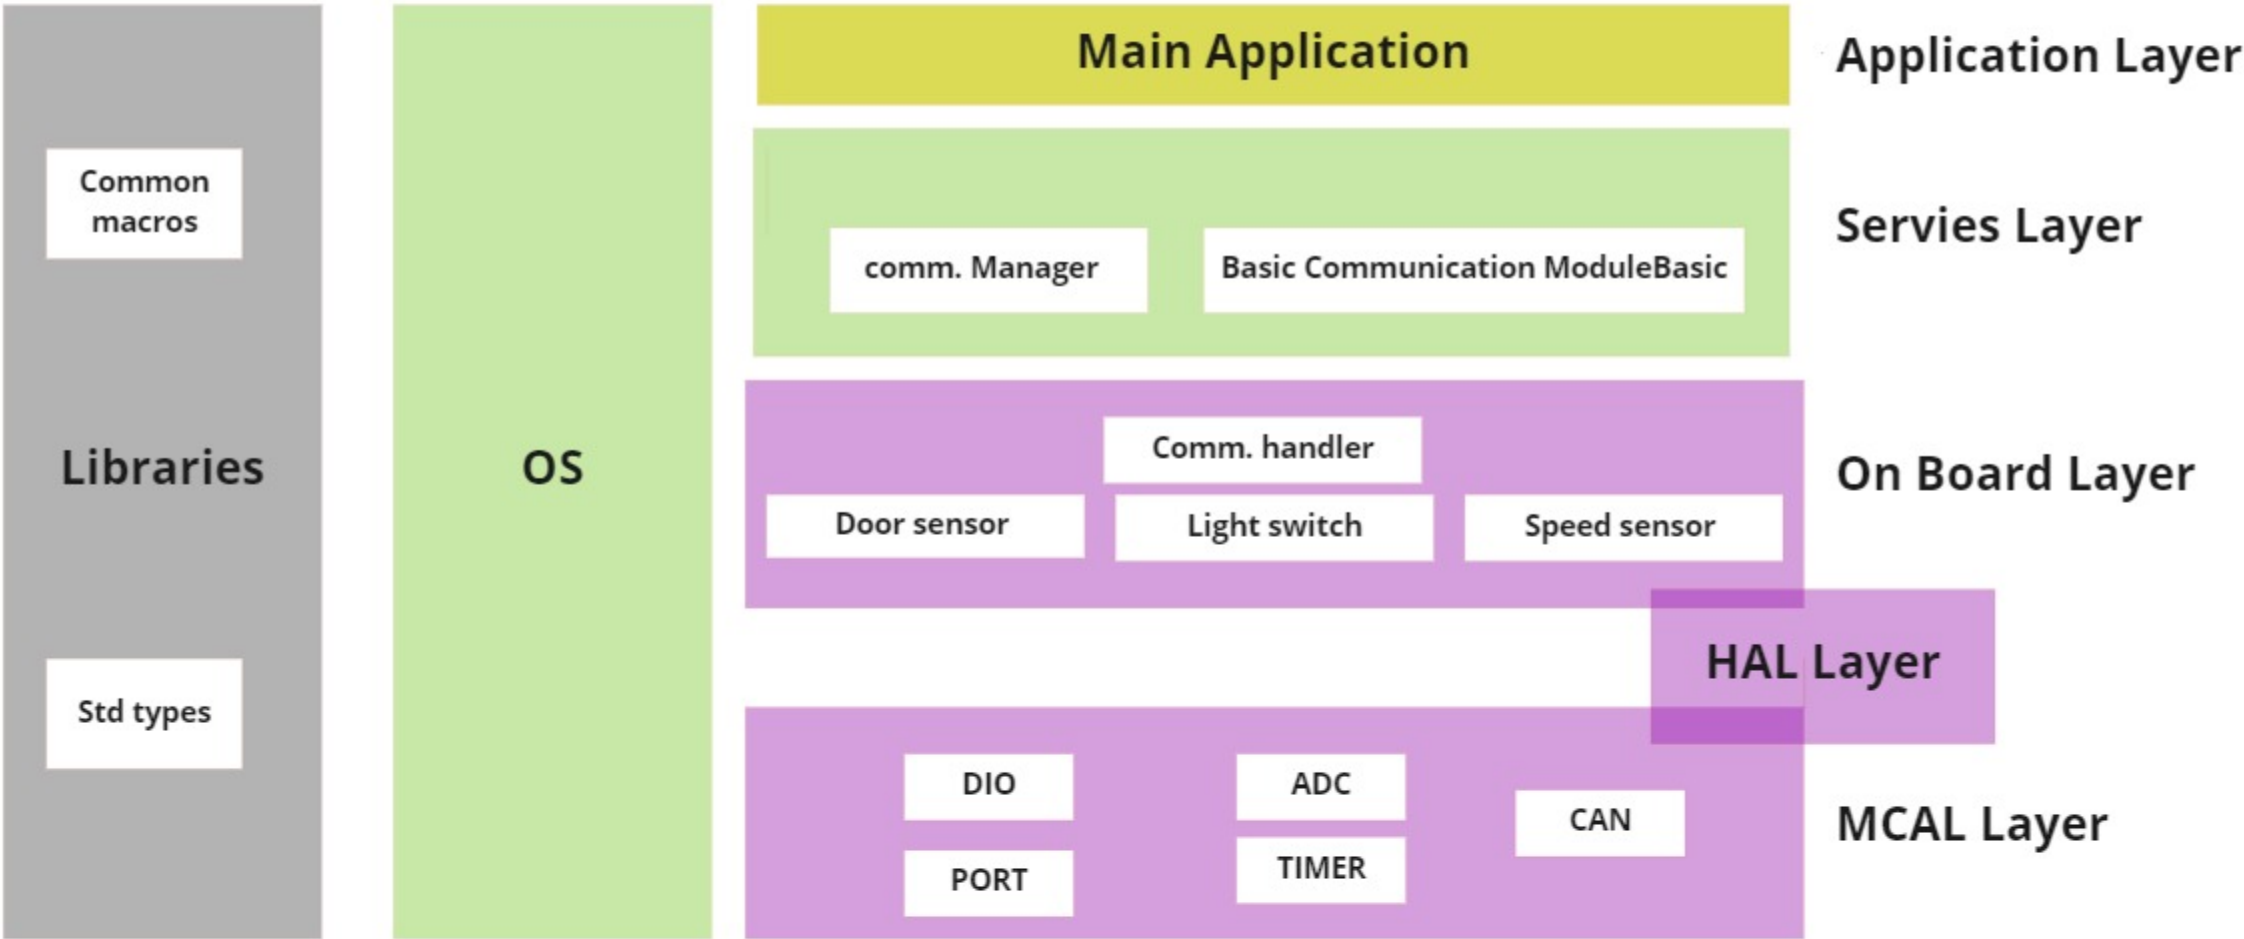 Common
macros
Libraries
Std types
OS
Main Application
Application Layer
comm. Manager
Basic Communication ModuleBasic
Servies Layer
Comm. handler
Door sensor
Light switch
Speed sensor
On Board Layer
HAL Layer
DIO
ADC
CAN
PORT
TIMER
MCAL Layer